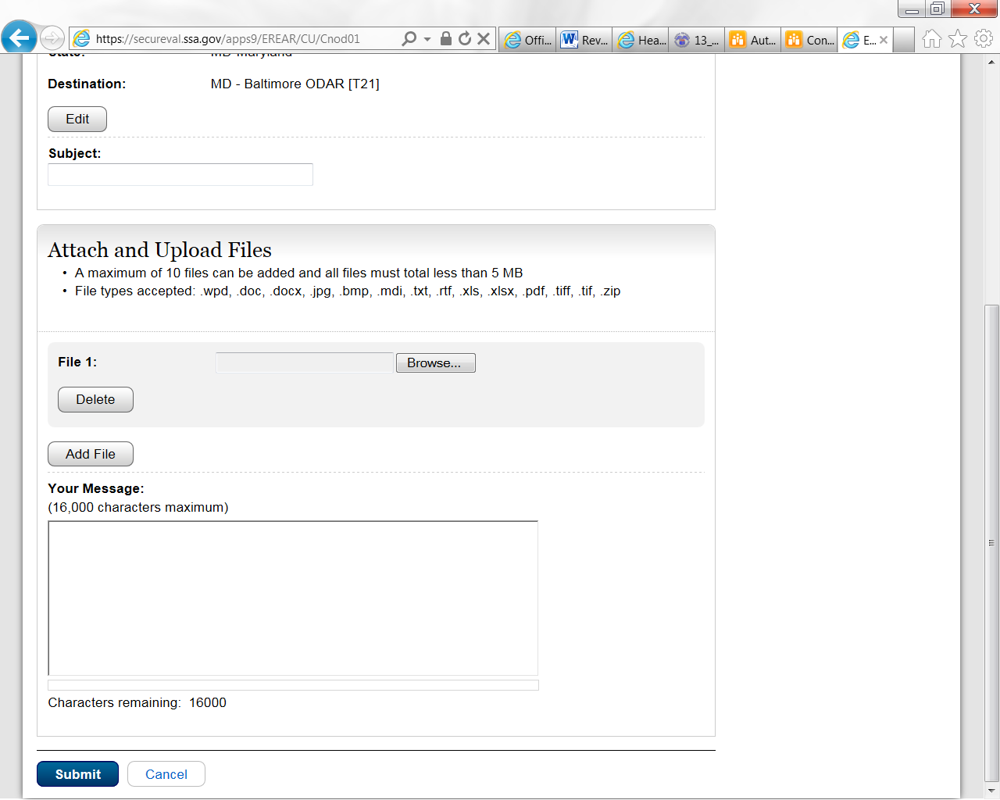 https://secureval.ssa.gov/apps9/EREAR/CU/Cnod01
Offi... Rev... Hea... 13_... Aut... Con... E...
State: MD-Maryland
Destination: MD - Baltimore ODAR [T21]
Edit
Subject:
Attach and Upload Files
• A maximum of 10 files can be added and all files must total less than 5 MB
• File types accepted: .wpd, .doc, .docx, .jpg, .bmp, .mdi, .txt, .rtf, .xls, .xlsx, .pdf, .tiff, .tif, .zip
File 1: Browse...
Delete
Add File
Your Message:
(16,000 characters maximum)
Characters remaining: 16000
Submit Cancel